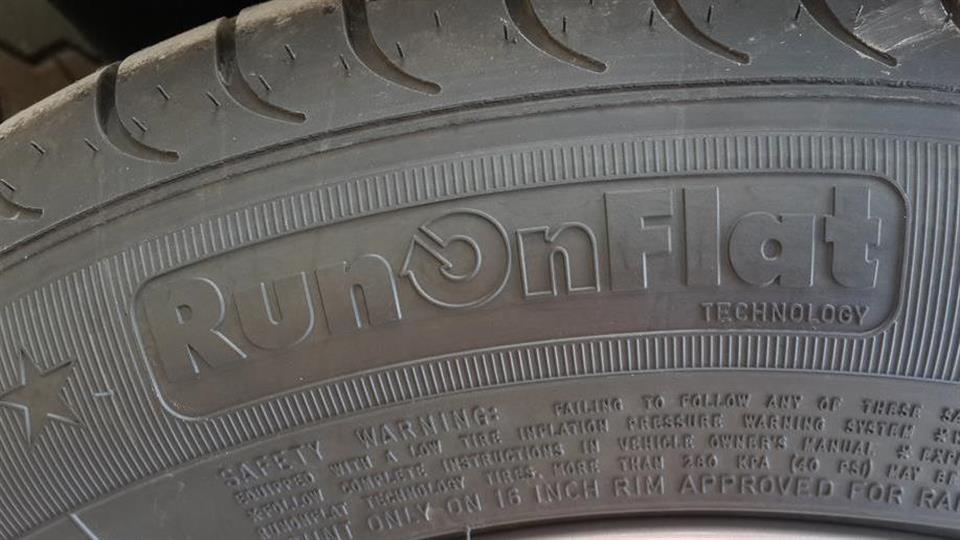 RunOnFlat
TECHNOLOGY
SAFETY WARNING: FAILING TO FOLLOW ANY OF THESE SA
EQUIPPED WITH A LOW TIRE INFLATION PRESSURE WARNING SYSTEM
FOLLOW COMPLETE INSTRUCTIONS IN VEHICLE OWNER'S MANUAL * EXP
RUNONFLAT TECHNOLOGY TIRES. MORE THAN 280 KPA (40 PSI) MAY BE
ONLY ON 16 INCH RIM APPROVED FOR